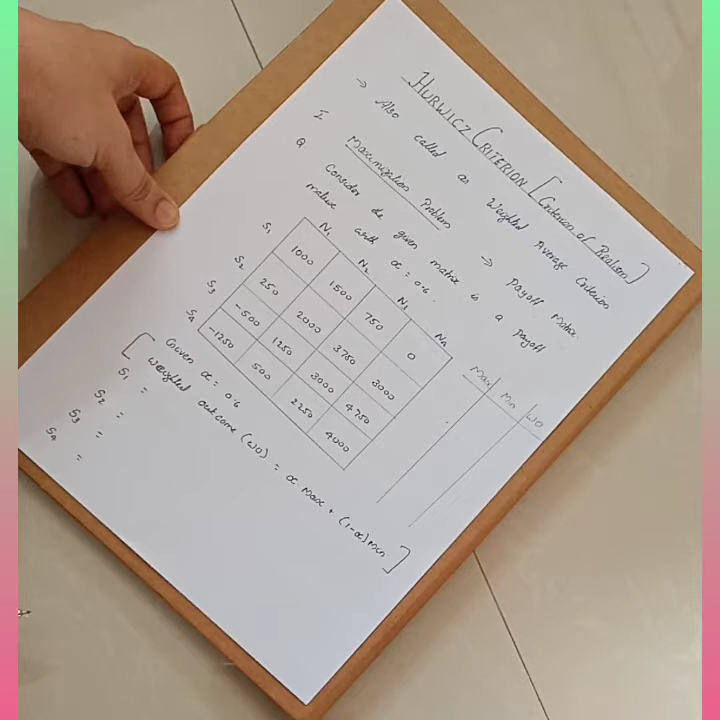 HURWICZ CRITERION [Criterion of Realism]
→ Also called as Weighted Average Criterion
I Maximization Problem → Payoff Matrix
Q Consider the given matrix is a payoff
matrix with α = 0.6.
N1 N2 N3 N4 Max Min WO
S1 1000 1500 750 0
S2 250 2000 3750 3000
S3 -500 1250 3000 4750
S4 -1250 500 2250 4000
[ Given α = 0.6
weighted outcome (WO) = α Max + (1-α) Min ]
S1 =
S2 =
S3 =
S4 =